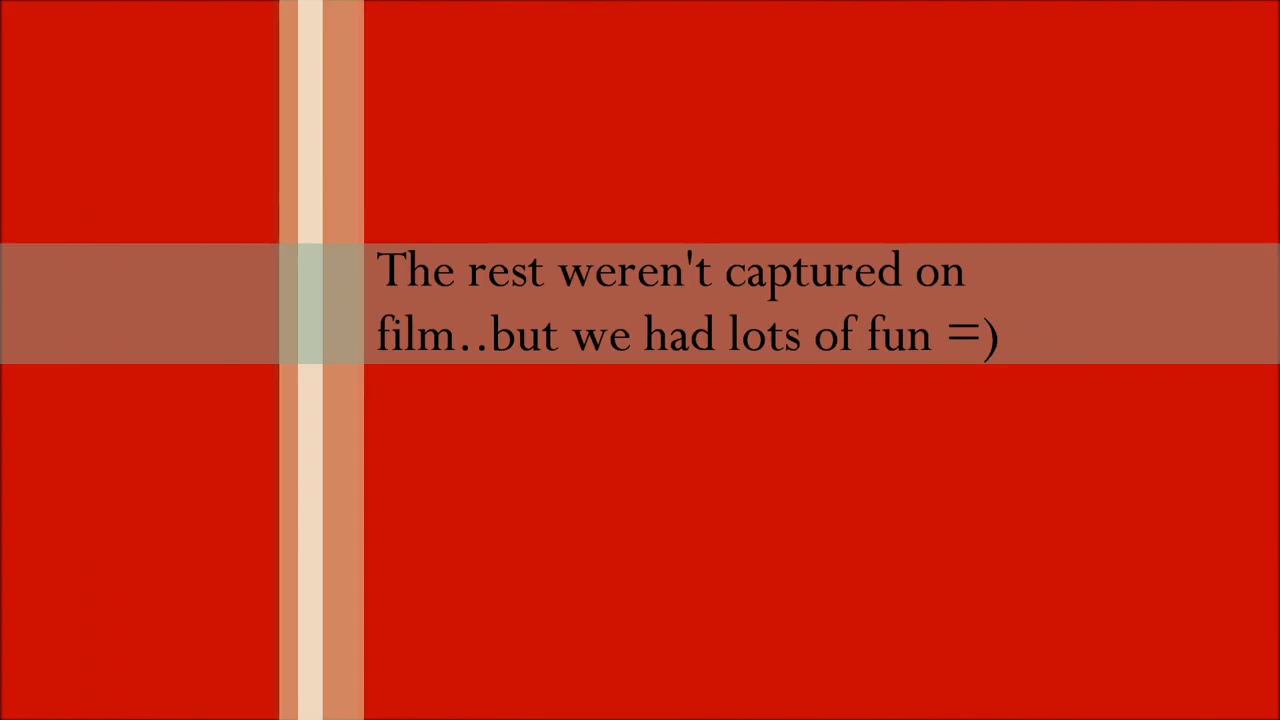 The rest weren't captured on
film..but we had lots of fun =)